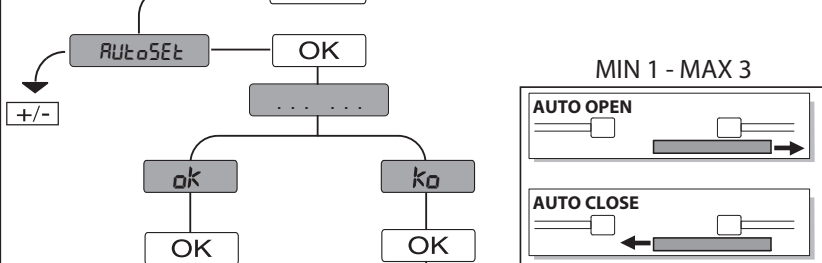 AUtoSEt
OK
+/-
... ...
ok
ko
OK
OK
MIN 1 - MAX 3
AUTO OPEN
AUTO CLOSE